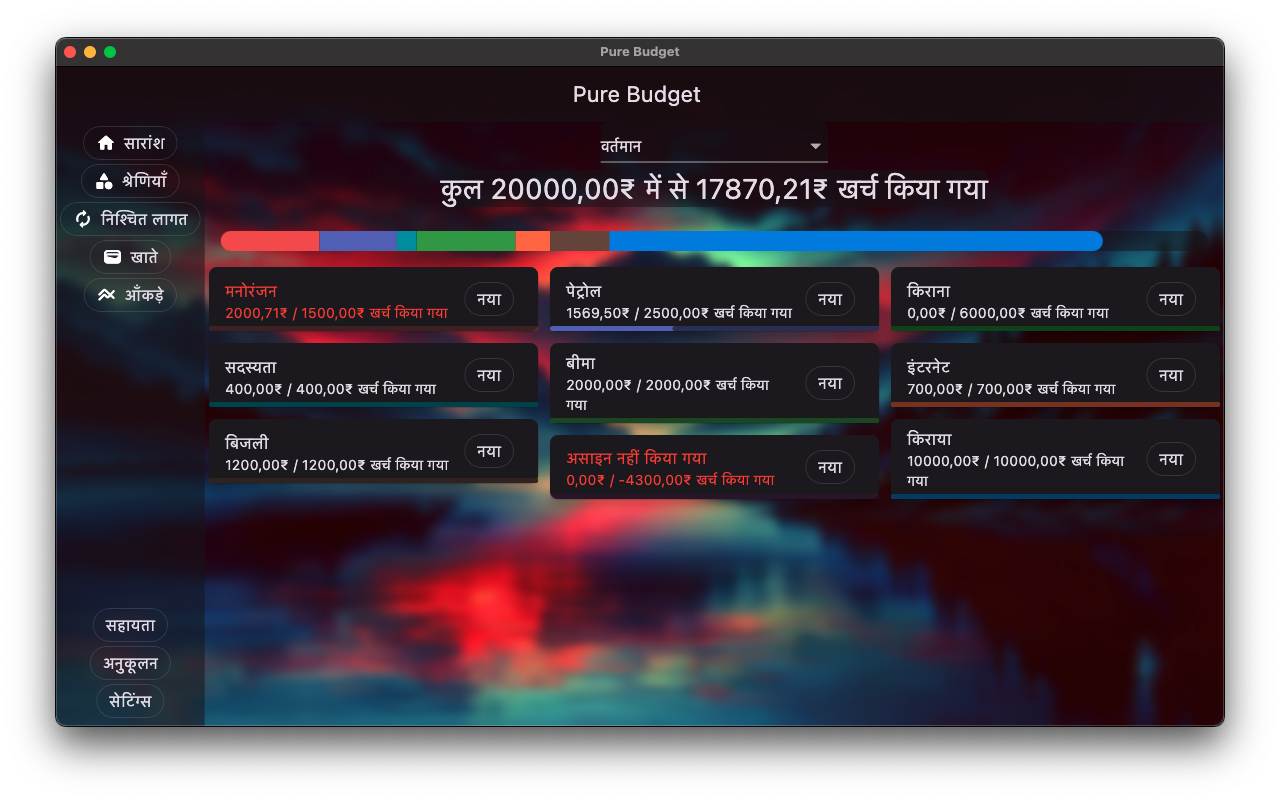 Pure Budget
Pure Budget
सारांश
श्रेणियाँ
निश्चित लागत
खाते
आँकड़े
सहायता
अनुकूलन
सेटिंग्स
वर्तमान
कुल 20000,00₹ में से 17870,21₹ खर्च किया गया
मनोरंजन
2000,71₹ / 1500,00₹ खर्च किया गया
नया
पेट्रोल
1569,50₹ / 2500,00₹ खर्च किया गया
नया
किराना
0,00₹ / 6000,00₹ खर्च किया गया
नया
सदस्यता
400,00₹ / 400,00₹ खर्च किया गया
नया
बीमा
2000,00₹ / 2000,00₹ खर्च किया
गया
नया
इंटरनेट
700,00₹ / 700,00₹ खर्च किया गया
नया
बिजली
1200,00₹ / 1200,00₹ खर्च किया गया
नया
असाइन नहीं किया गया
0,00₹ / -4300,00₹ खर्च किया गया
नया
किराया
10000,00₹ / 10000,00₹ खर्च किया
गया
नया